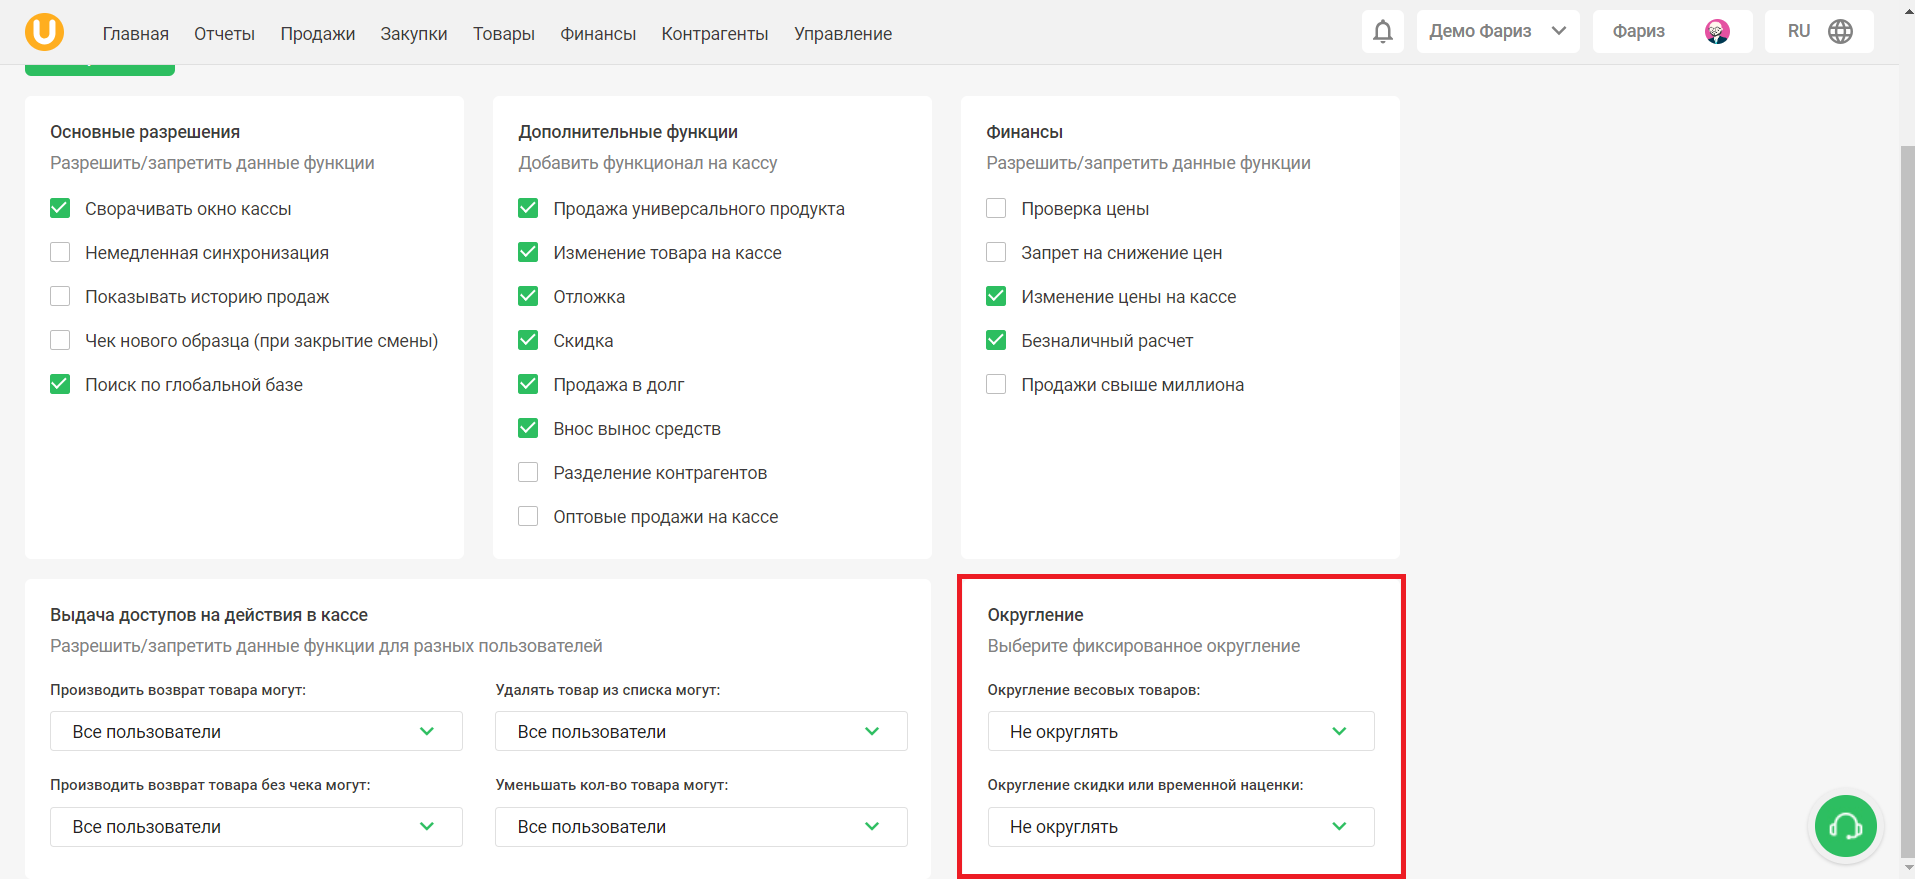 Главная Отчеты Продажи Закупки Товары Финансы Контрагенты Управление Демо Фариз Фариз RU
Основные разрешения
Разрешить/запретить данные функции
Сворачивать окно кассы
Немедленная синхронизация
Показывать историю продаж
Чек нового образца (при закрытие смены)
Поиск по глобальной базе
Дополнительные функции
Добавить функционал на кассу
Продажа универсального продукта
Изменение товара на кассе
Отложка
Скидка
Продажа в долг
Внос вынос средств
Разделение контрагентов
Оптовые продажи на кассе
Финансы
Разрешить/запретить данные функции
Проверка цены
Запрет на снижение цен
Изменение цены на кассе
Безналичный расчет
Продажи свыше миллиона
Выдача доступов на действия в кассе
Разрешить/запретить данные функции для разных пользователей
Производить возврат товара могут:
Все пользователи
Удалять товар из списка могут:
Все пользователи
Производить возврат товара без чека могут:
Все пользователи
Уменьшать кол-во товара могут:
Все пользователи
Округление
Выберите фиксированное округление
Округление весовых товаров:
Не округлять
Округление скидки или временной наценки:
Не округлять